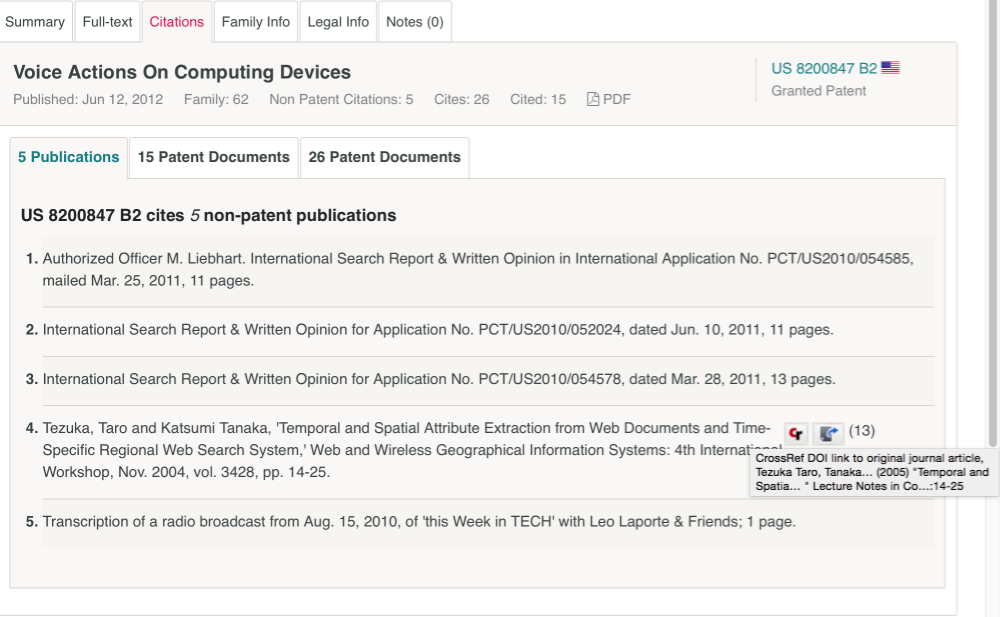 Summary Full-text Citations Family Info Legal Info Notes (0)
Voice Actions On Computing Devices
US 8200847 B2
Published: Jun 12, 2012 Family: 62 Non Patent Citations: 5 Cites: 26 Cited: 15 PDF
Granted Patent
5 Publications 15 Patent Documents 26 Patent Documents
US 8200847 B2 cites 5 non-patent publications
1. Authorized Officer M. Liebhart. International Search Report & Written Opinion in International Application No. PCT/US2010/054585,
mailed Mar. 25, 2011, 11 pages.
2. International Search Report & Written Opinion for Application No. PCT/US2010/052024, dated Jun. 10, 2011, 11 pages.
3. International Search Report & Written Opinion for Application No. PCT/US2010/054578, dated Mar. 28, 2011, 13 pages.
4. Tezuka, Taro and Katsumi Tanaka, 'Temporal and Spatial Attribute Extraction from Web Documents and Time-
cr (13)
Specific Regional Web Search System,' Web and Wireless Geographical Information Systems: 4th International
Workshop, Nov. 2004, vol. 3428, pp. 14-25.
CrossRef DOI link to original journal article,
Tezuka Taro, Tanaka... (2005) "Temporal and
Spatia... " Lecture Notes in Co...:14-25
5. Transcription of a radio broadcast from Aug. 15, 2010, of 'this Week in TECH' with Leo Laporte & Friends; 1 page.